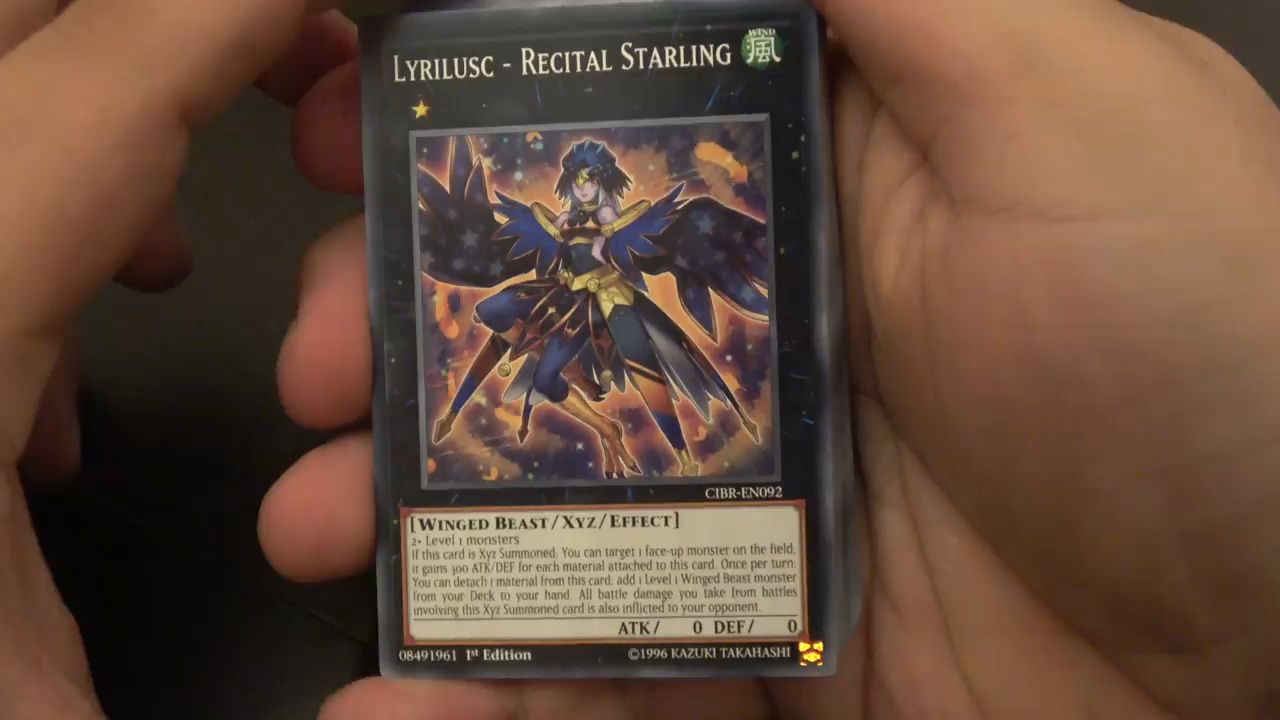 LYRILUSC - RECITAL STARLING
WIND
風
CIBR-EN092
[WINGED BEAST/XYZ/EFFECT]
2+ Level 1 monsters
If this card is Xyz Summoned: You can target 1 face-up monster on the field;
it gains 300 ATK/DEF for each material attached to this card. Once per turn:
You can detach 1 material from this card; add 1 Level 1 Winged Beast monster
from your Deck to your hand. All battle damage you take from battles
involving this Xyz Summoned card is also inflicted to your opponent.
ATK/ 0 DEF/ 0
08491961 1st Edition ©1996 KAZUKI TAKAHASHI